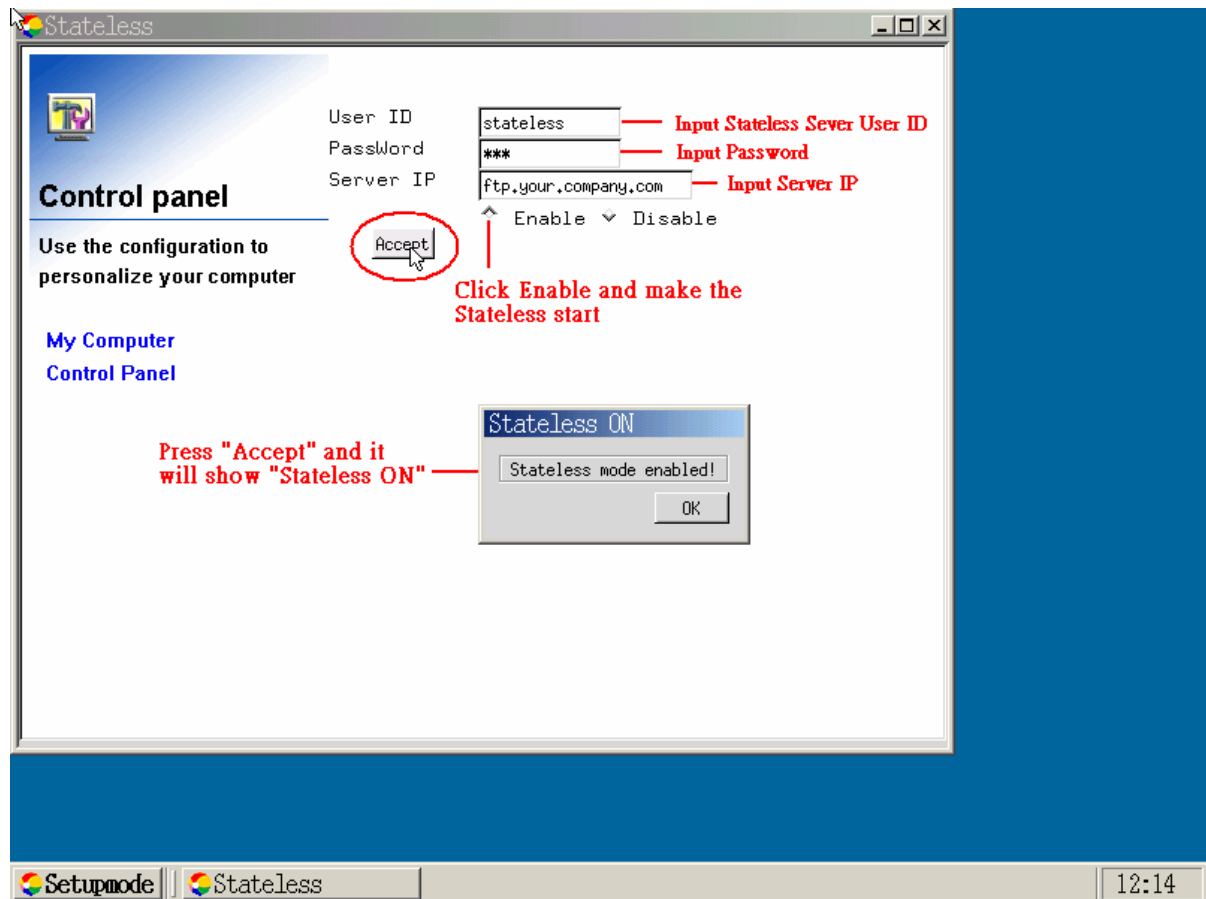 Stateless
User ID
stateless
Input Stateless Sever User ID
PassWord
***
Input Password
Server IP
ftp.your.company.com
Input Server IP
Enable
Disable
Control panel
Use the configuration to
personalize your computer
Accept
Click Enable and make the
Stateless start
My Computer
Control Panel
Press "Accept" and it
will show "Stateless ON"
Stateless ON
Stateless mode enabled!
OK
Setupmode
Stateless
12:14